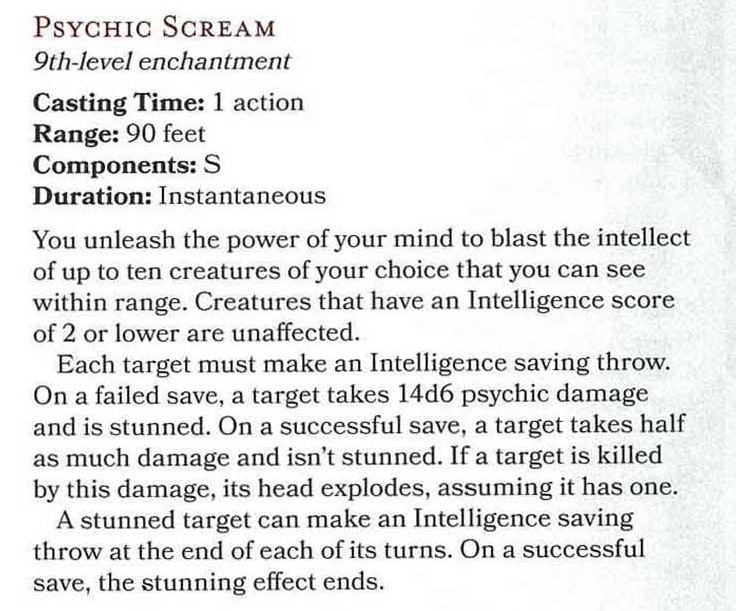 PSYCHIC SCREAM
9th-level enchantment
Casting Time: 1 action
Range: 90 feet
Components: S
Duration: Instantaneous
You unleash the power of your mind to blast the intellect
of up to ten creatures of your choice that you can see
within range. Creatures that have an Intelligence score
of 2 or lower are unaffected.
Each target must make an Intelligence saving throw.
On a failed save, a target takes 14d6 psychic damage
and is stunned. On a successful save, a target takes half
as much damage and isn't stunned. If a target is killed
by this damage, its head explodes, assuming it has one.
A stunned target can make an Intelligence saving
throw at the end of each of its turns. On a successful
save, the stunning effect ends.